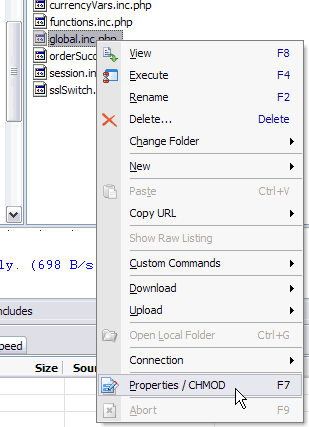 currencyVars.inc.php
functions.inc.php
global.inc.php
orderSucc
session.in
sslSwitch.
View F8
Execute F4
Rename F2
Delete... Delete
Change Folder
New
Paste Ctrl+V
Copy URL
Show Raw Listing
Custom Commands
Download
Upload
Open Local Folder Ctrl+G
Connection
Properties / CHMOD F7
Abort F9
ly. (698 B/s
ncludes
peed
Size Sour